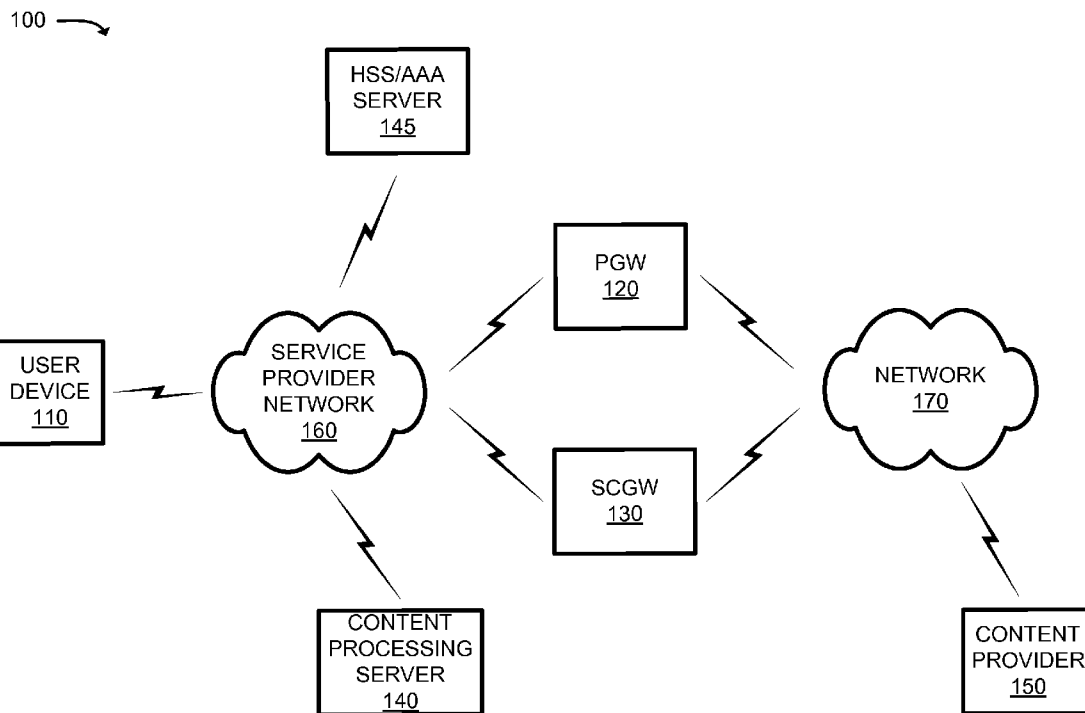 100
HSS/AAA
SERVER
145
PGW
120
USER
DEVICE
110
SERVICE
PROVIDER
NETWORK
160
NETWORK
170
SCGW
130
CONTENT
PROCESSING
SERVER
140
CONTENT
PROVIDER
150